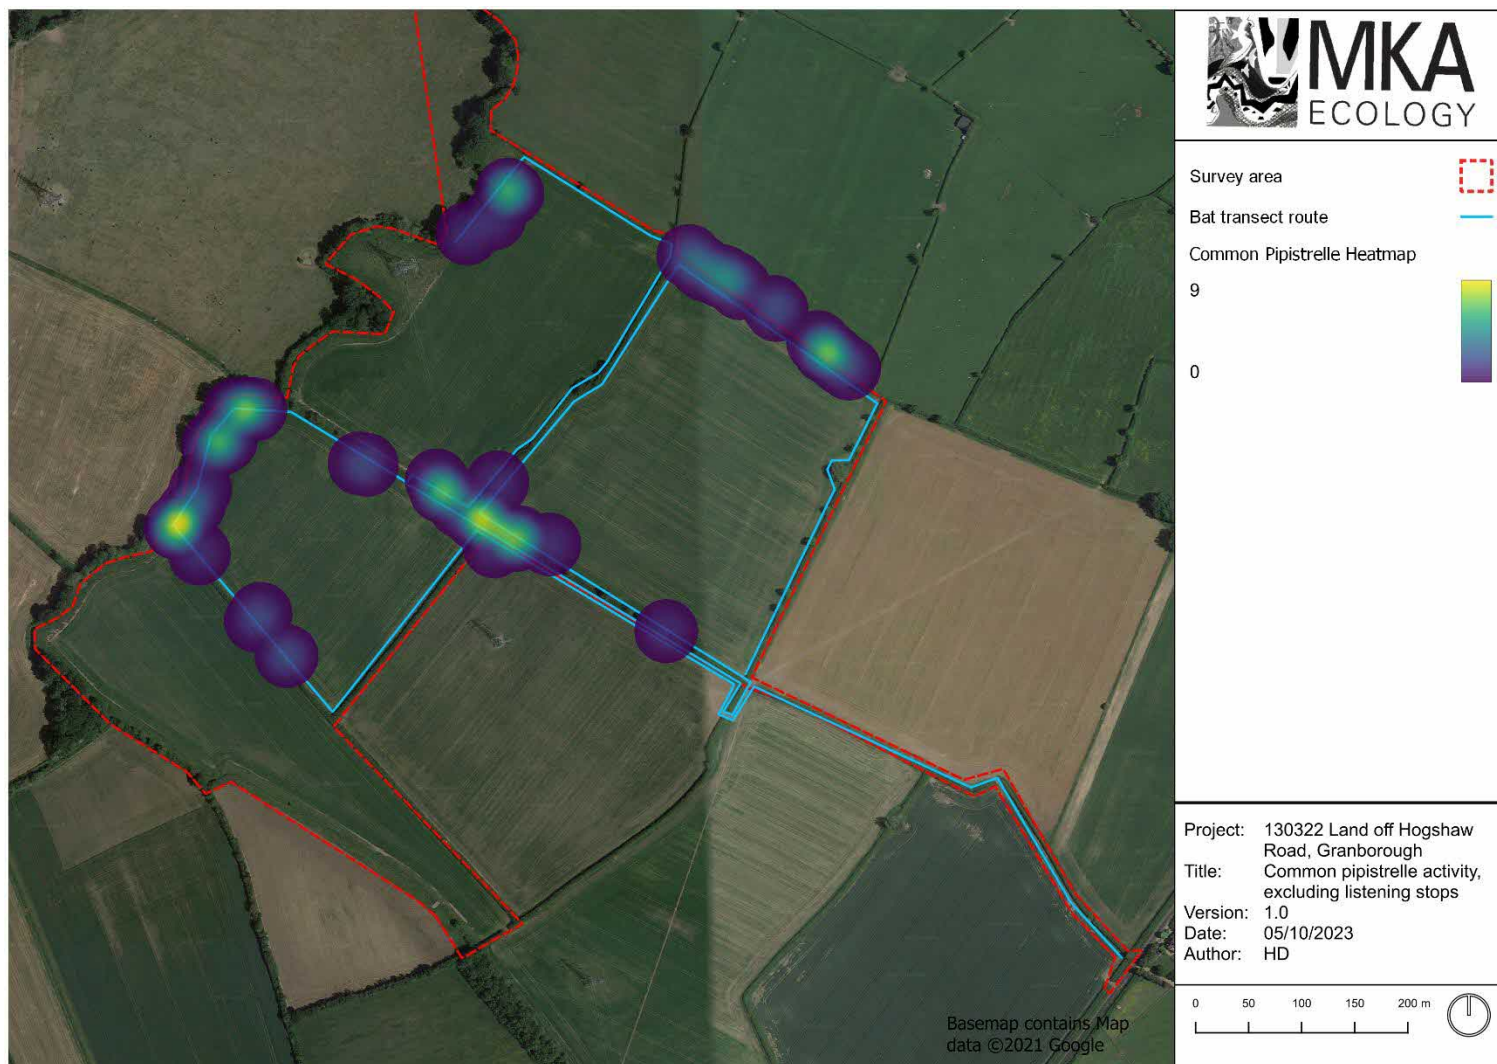 MKA
ECOLOGY
Survey area
Bat transect route
Common Pipistrelle Heatmap
9
0
Project: 130322 Land off Hogshaw
Road, Granborough
Title: Common pipistrelle activity,
excluding listening stops
Version: 1.0
Date: 05/10/2023
Author: HD
0 50 100 150 200 m
Basemap contains Map
data ©2021 Google